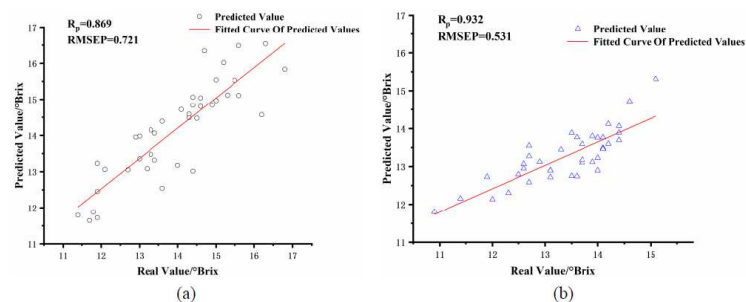 R_p=0.869
RMSEP=0.721
Predicted Value
Fitted Curve Of Predicted Values
17
16
15
14
13
12
11
Predicted Value/°Brix
11 12 13 14 15 16 17
Real Value/°Brix
(a)
R_p=0.932
RMSEP=0.531
Predicted Value
Fitted Curve Of Predicted Values
16
15
14
13
12
11
Predicted Value/°Brix
11 12 13 14 15
Real Value/°Brix
(b)